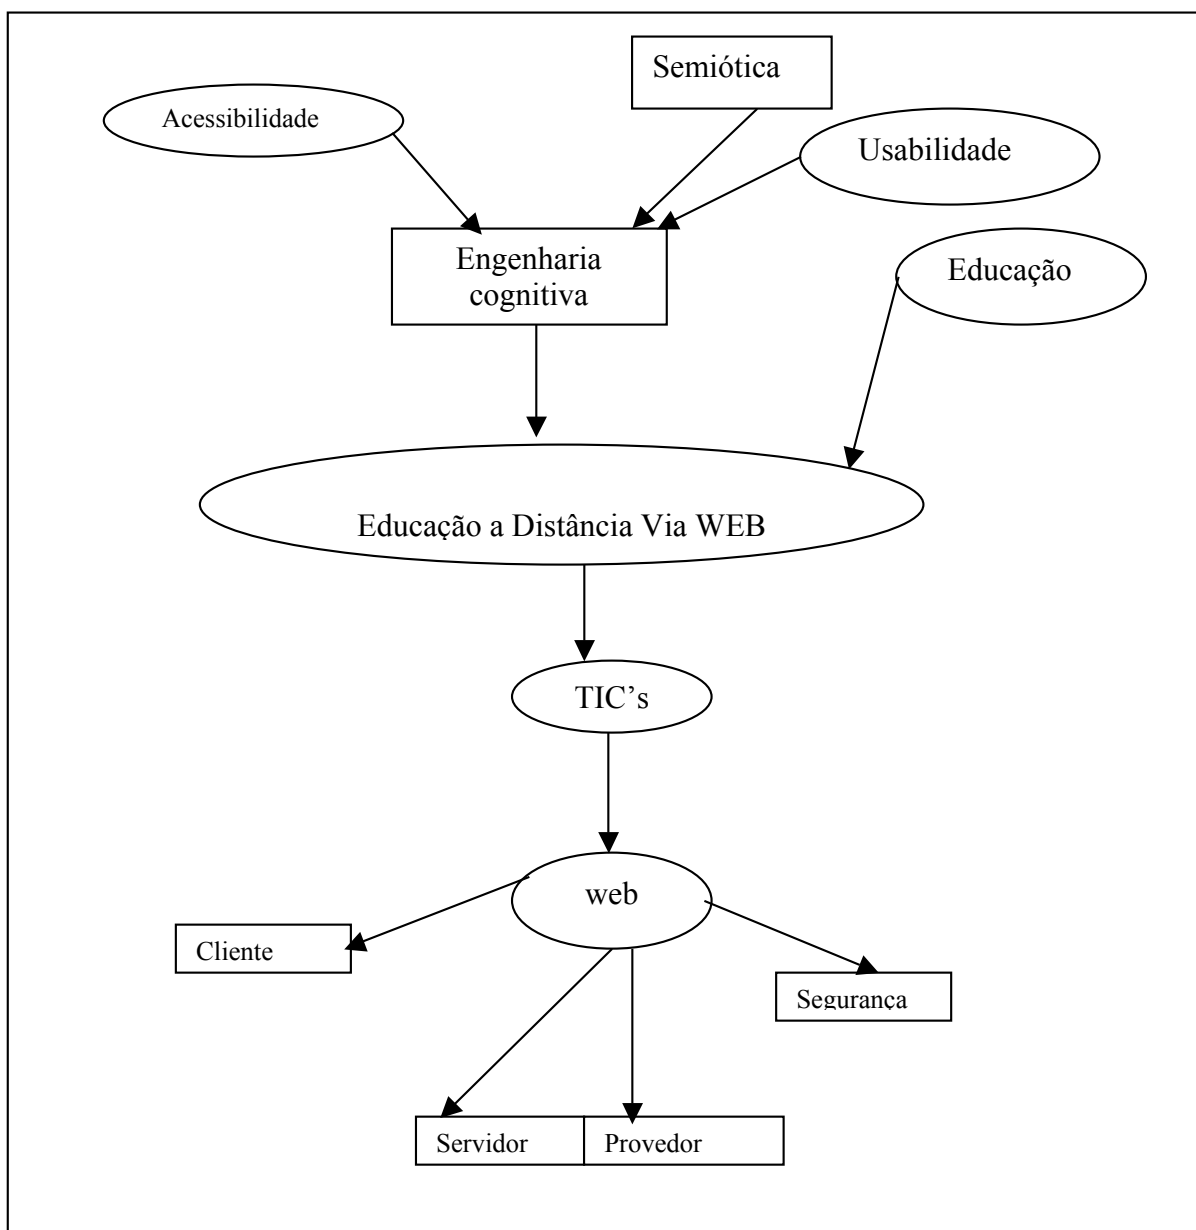 Semiótica
Acessibilidade
Usabilidade
Engenharia
cognitiva
Educação
Educação a Distância Via WEB
TIC’s
web
Cliente
Segurança
Servidor
Provedor